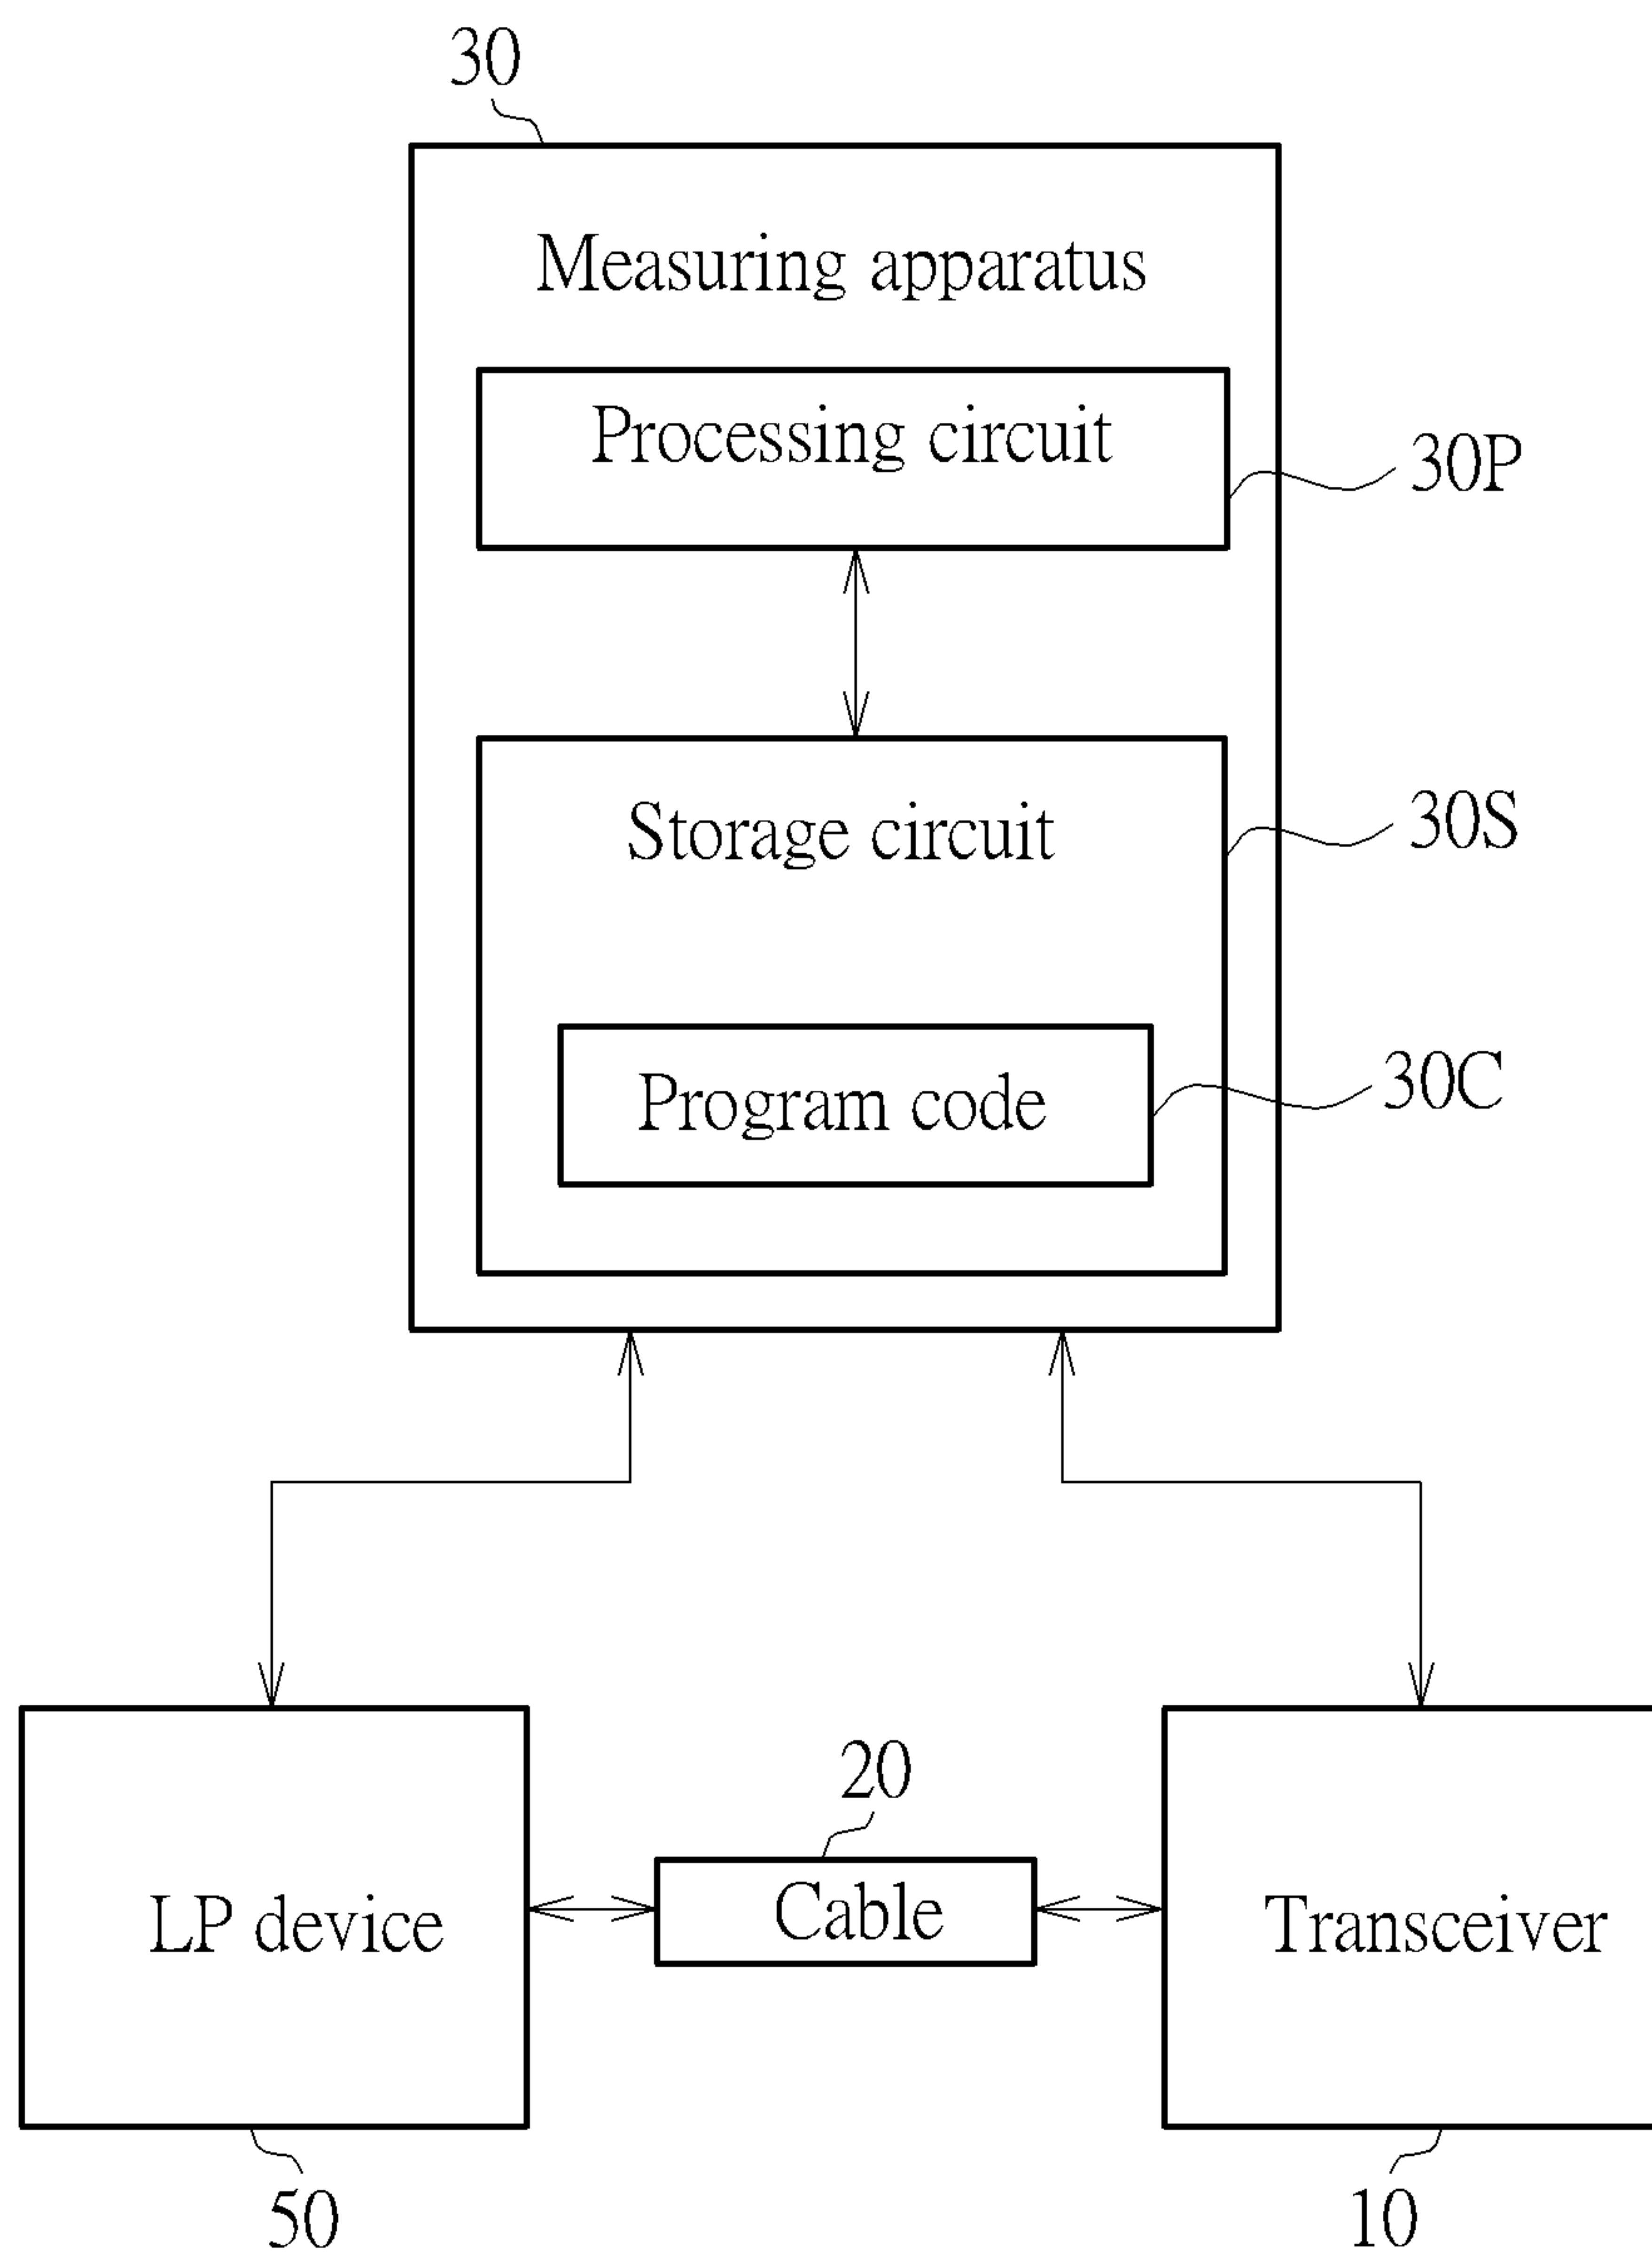 30
Measuring apparatus
Processing circuit
30P
Storage circuit
30S
Program code
30C
20
LP device
Cable
Transceiver
50
10